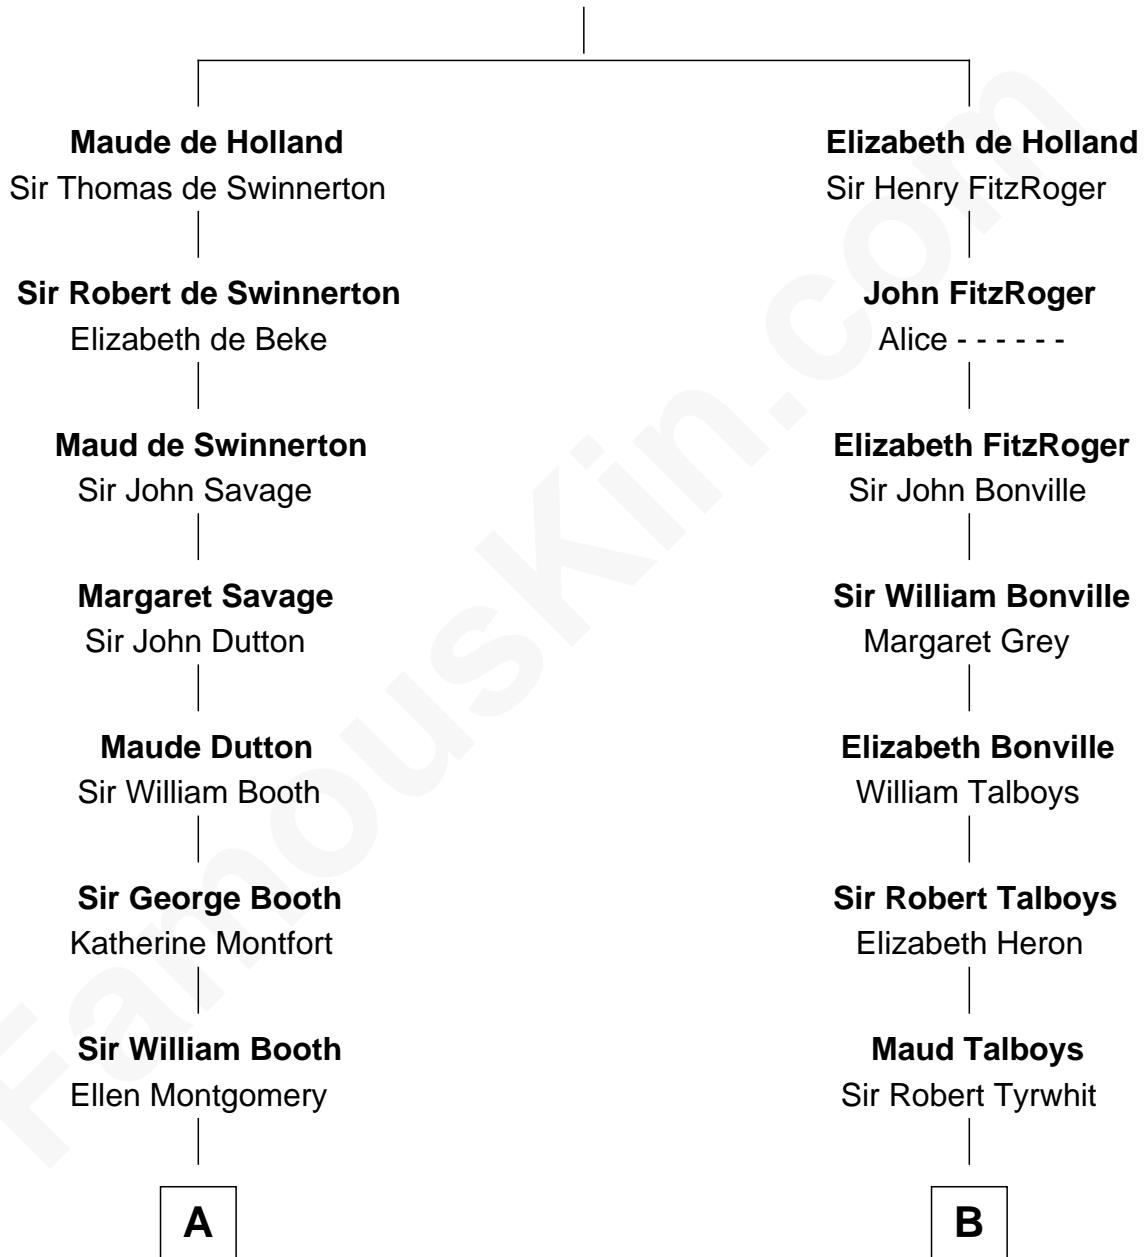 Maude de Holland
Sir Thomas de Swinnerton
Sir Robert de Swinnerton
Elizabeth de Beke
Maud de Swinnerton
Sir John Savage
Margaret Savage
Sir John Dutton
Maude Dutton
Sir William Booth
Sir George Booth
Katherine Montfort
Sir William Booth
Ellen Montgomery
A
Elizabeth de Holland
Sir Henry FitzRoger
John FitzRoger
Alice - - - - - -
Elizabeth FitzRoger
Sir John Bonville
Sir William Bonville
Margaret Grey
Elizabeth Bonville
William Talboys
Sir Robert Talboys
Elizabeth Heron
Maud Talboys
Sir Robert Tyrwhit
B
FamousKin.com